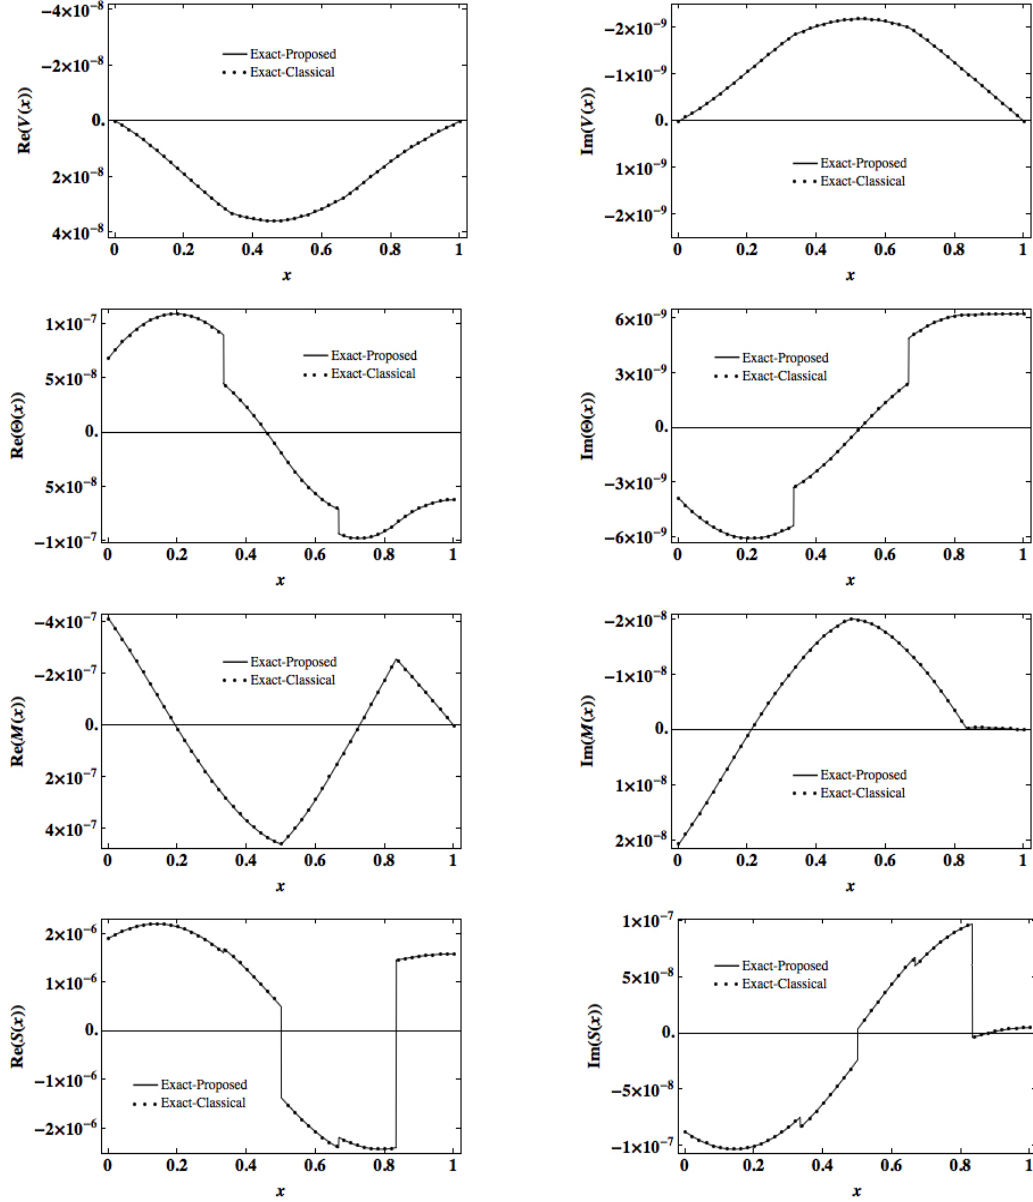 −4×10⁻⁸
−2×10⁻⁸
0.
2×10⁻⁸
4×10⁻⁸
Re(V(x))
Exact-Proposed
Exact-Classical
0 0.2 0.4 0.6 0.8 1
x
−2×10⁻⁹
−1×10⁻⁹
0.
1×10⁻⁹
−2×10⁻⁹
Im(V(x))
Exact-Proposed
Exact-Classical
0 0.2 0.4 0.6 0.8 1
x
1×10⁻⁷
5×10⁻⁸
0.
5×10⁻⁸
−1×10⁻⁷
Re(Θ(x))
Exact-Proposed
Exact-Classical
0 0.2 0.4 0.6 0.8 1
x
6×10⁻⁹
3×10⁻⁹
0.
−3×10⁻⁹
−6×10⁻⁹
Im(Θ(x))
Exact-Proposed
Exact-Classical
0 0.2 0.4 0.6 0.8 1
x
−4×10⁻⁷
−2×10⁻⁷
0.
2×10⁻⁷
4×10⁻⁷
Re(M(x))
Exact-Proposed
Exact-Classical
0 0.2 0.4 0.6 0.8 1
x
−2×10⁻⁸
−1×10⁻⁸
0.
1×10⁻⁸
2×10⁻⁸
Im(M(x))
Exact-Proposed
Exact-Classical
0 0.2 0.4 0.6 0.8 1
x
2×10⁻⁶
1×10⁻⁶
0.
−1×10⁻⁶
−2×10⁻⁶
Re(S(x))
Exact-Proposed
Exact-Classical
0 0.2 0.4 0.6 0.8 1
x
1×10⁻⁷
5×10⁻⁸
0.
−5×10⁻⁸
−1×10⁻⁷
Im(S(x))
Exact-Proposed
Exact-Classical
0 0.2 0.4 0.6 0.8 1
x